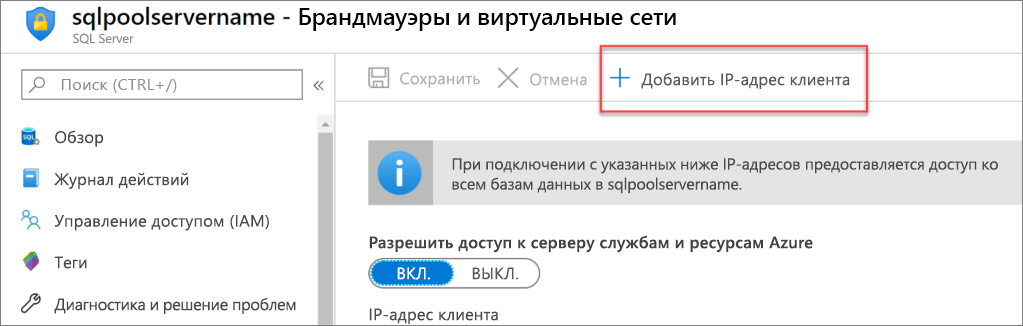 sqlpoolservername - Брандмауэры и виртуальные сети
SQL Server
Поиск (CTRL+/)
«
Обзор
Журнал действий
Управление доступом (IAM)
Теги
Диагностика и решение проблем
Сохранить
Отмена
Добавить IP-адрес клиента
При подключении с указанных ниже IP-адресов предоставляется доступ ко
всем базам данных в sqlpoolservername.
Разрешить доступ к серверу службам и ресурсам Azure
ВКЛ. ВЫКЛ.
IP-адрес клиента